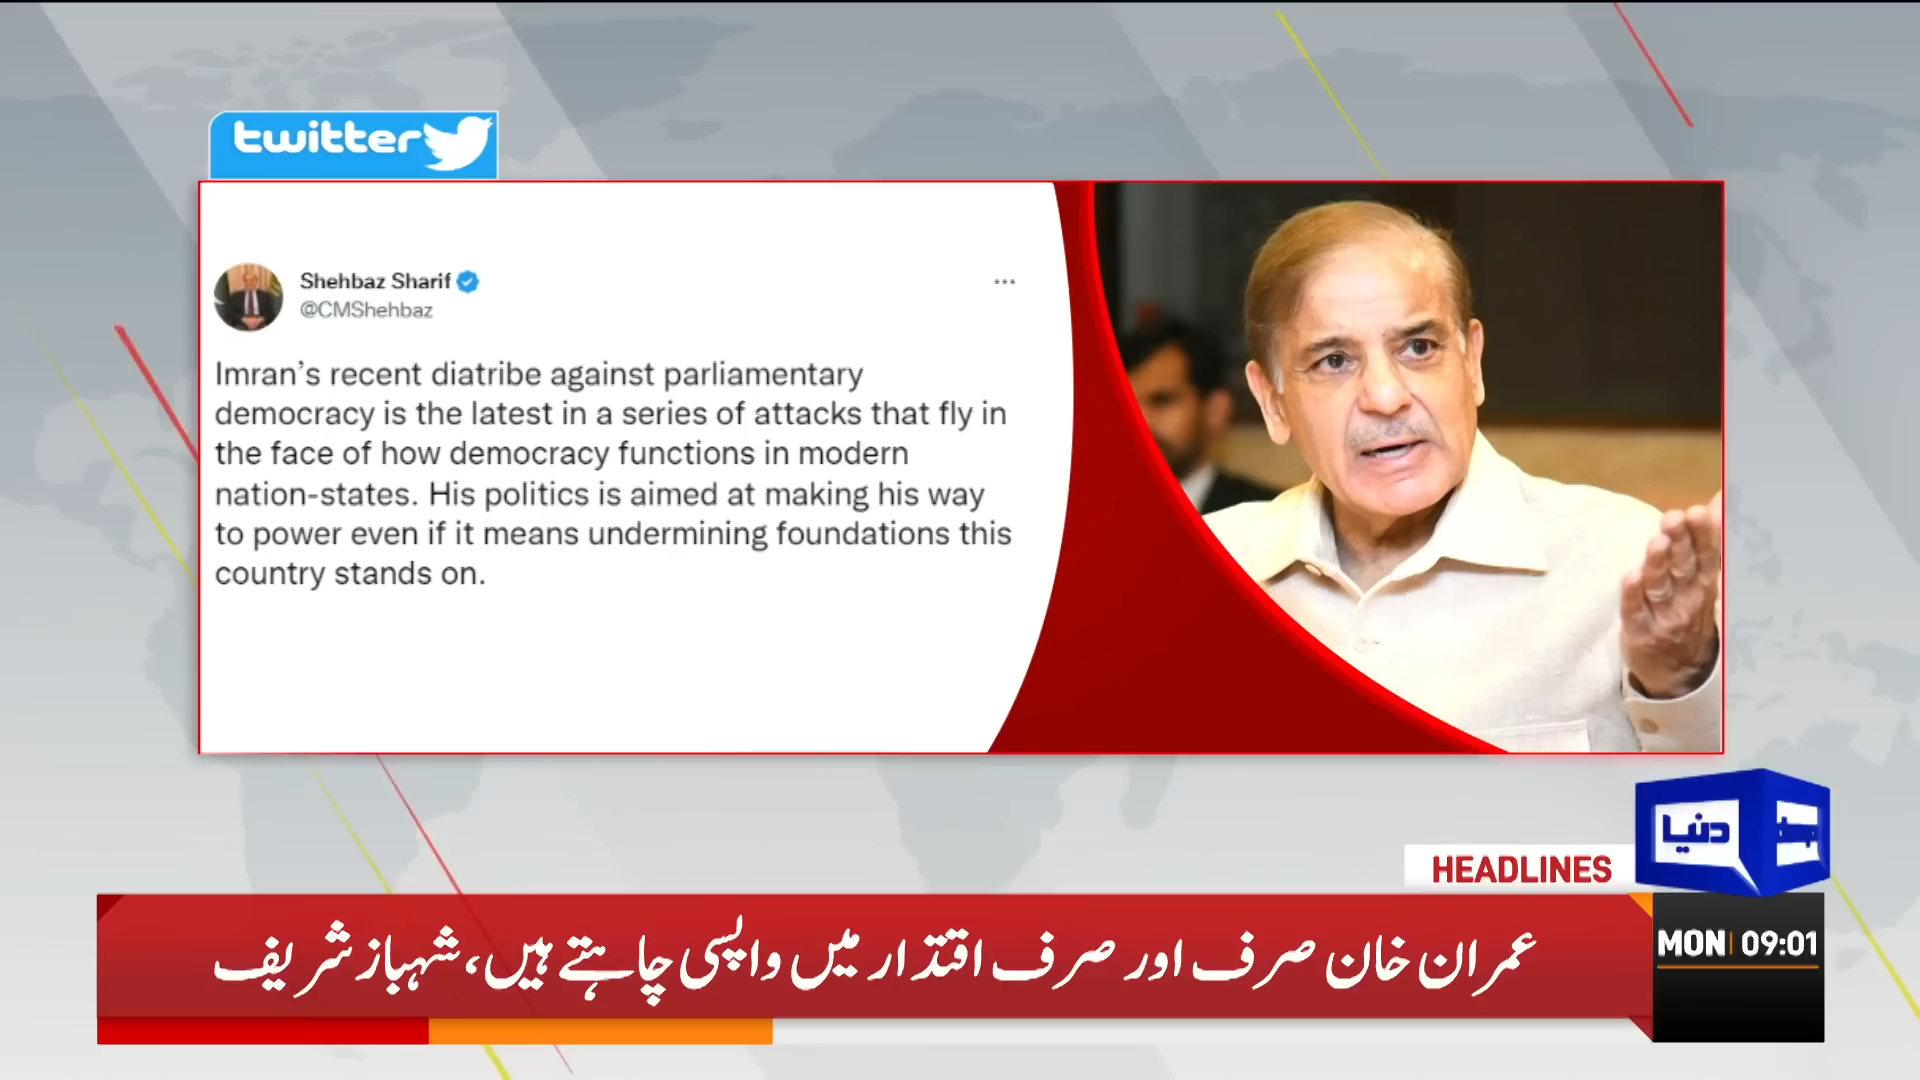 twitter
Shehbaz Sharif
@CMShehbaz
Imran’s recent diatribe against parliamentary
democracy is the latest in a series of attacks that fly in
the face of how democracy functions in modern
nation-states. His politics is aimed at making his way
to power even if it means undermining foundations this
country stands on.
دنیا
HEADLINES
عمران خان صرف اور صرف اقتدار میں واپسی چاہتے ہیں، شہباز شریف
MON 09:01